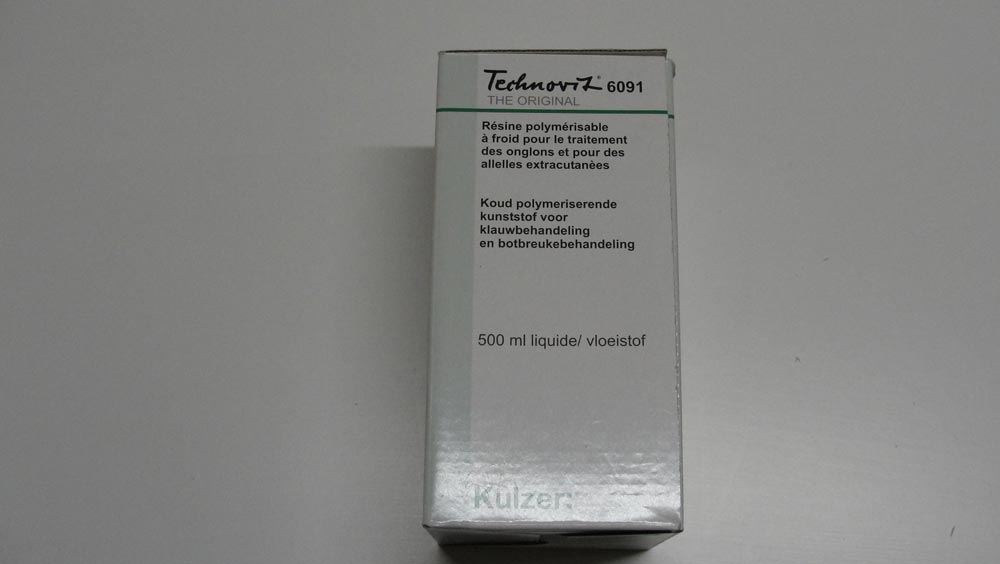 Technovit® 6091
THE ORIGINAL
Résine polymérisable
à froid pour le traitement
des onglons et pour des
allelles extracutanèes
Koud polymeriserende
kunststof voor
klauwbehandeling
en botbreukebehandeling
500 ml liquide/ vloeistof
Kulzer: